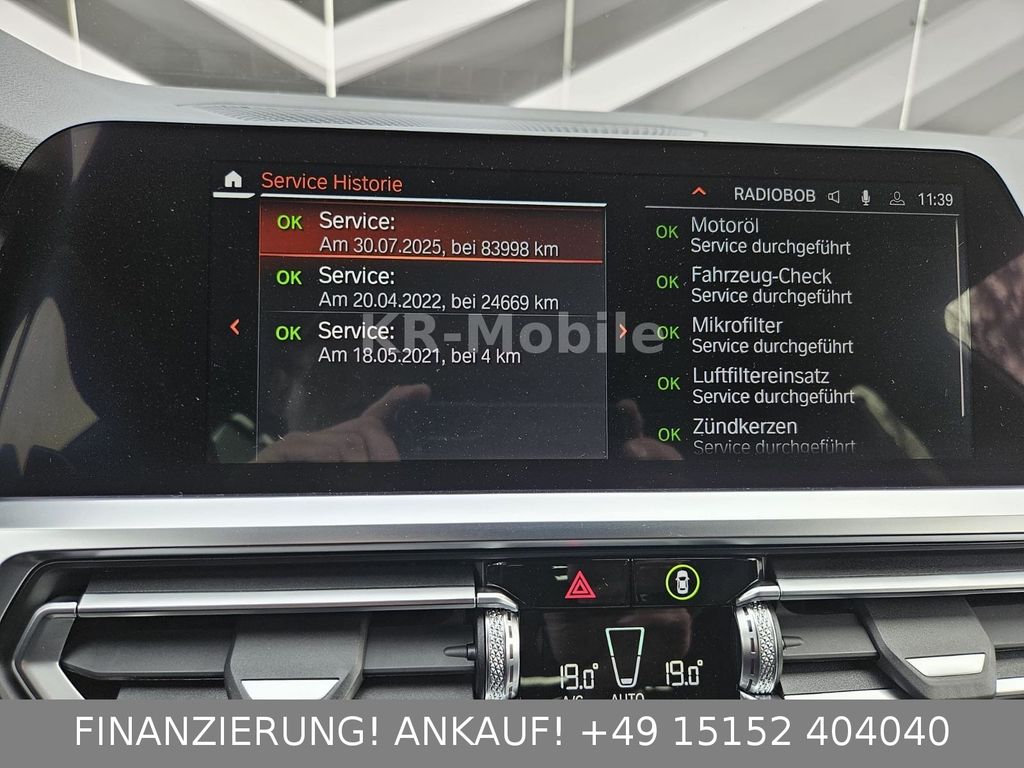 Service Historie
RADIOBOB
11:39
OK Service:
Am 30.07.2025, bei 83998 km
OK Service:
Am 20.04.2022, bei 24669 km
OK Service:
Am 18.05.2021, bei 4 km
OK Motoröl
Service durchgeführt
OK Fahrzeug-Check
Service durchgeführt
OK Mikrofilter
Service durchgeführt
OK Luftfiltereinsatz
Service durchgeführt
OK Zündkerzen
Service durchgeführt
KR-Mobile
19.0°
19.0°
A/C
AUTO
FINANZIERUNG! ANKAUF! +49 15152 404040